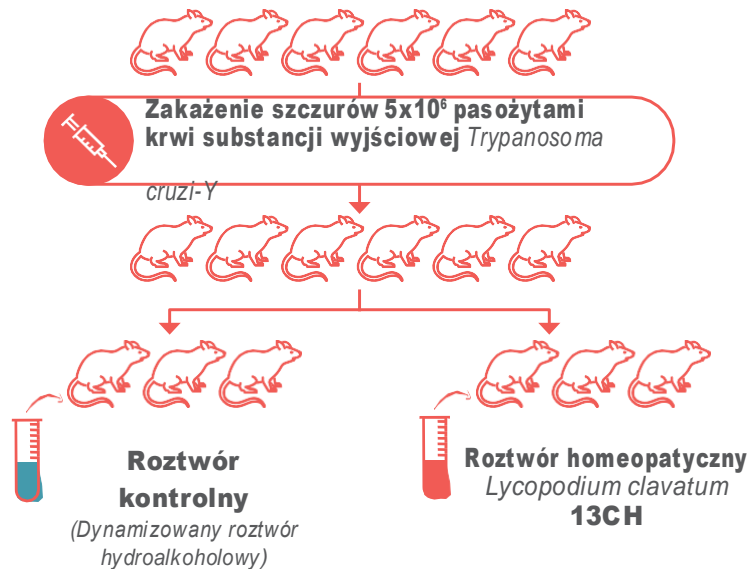 Zakażenie szczurów 5x10⁶ pasożytami
krwi substancji wyjściowej Trypanosoma
cruzi-Y
Roztwór
kontrolny
(Dynamizowany roztwór
hydroalkoholowy)
Roztwór homeopatyczny
Lycopodium clavatum
13CH